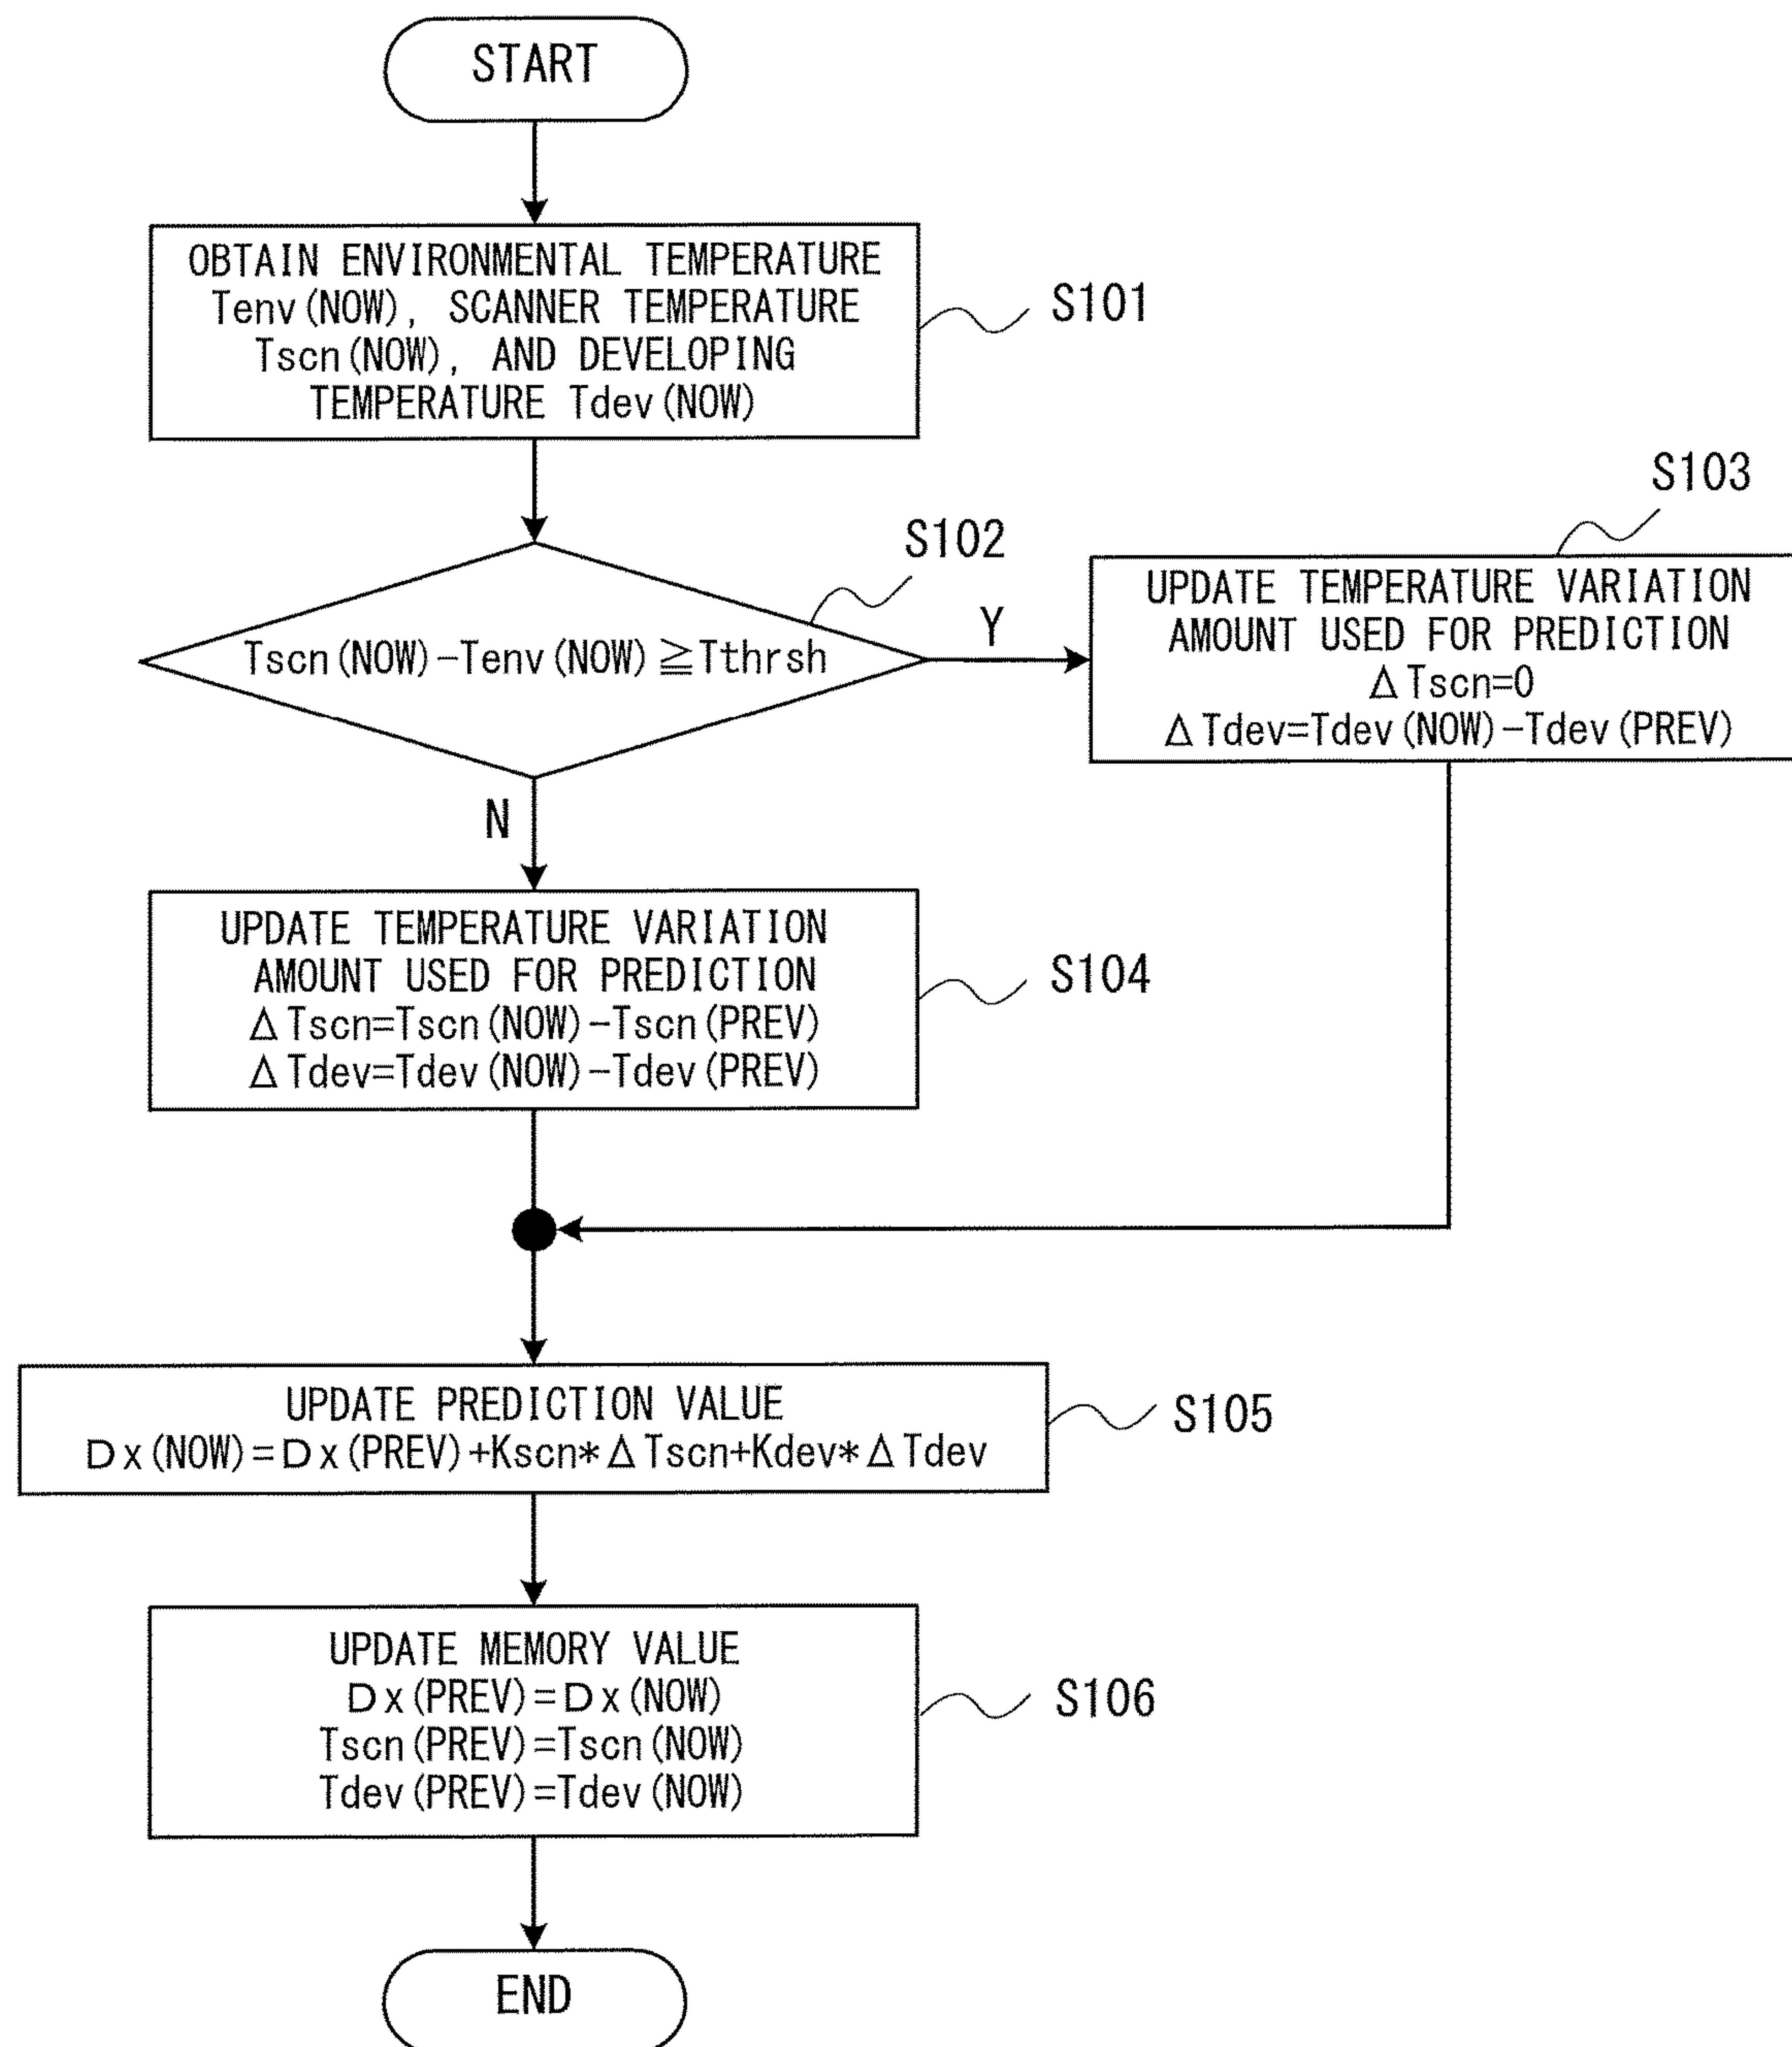 START
OBTAIN ENVIRONMENTAL TEMPERATURE
Tenv(NOW), SCANNER TEMPERATURE
Tscn(NOW), AND DEVELOPING
TEMPERATURE Tdev(NOW)
S101
S102
Tscn(NOW)-Tenv(NOW)≧Tthrsh
Y
S103
UPDATE TEMPERATURE VARIATION
AMOUNT USED FOR PREDICTION
ΔTscn=0
ΔTdev=Tdev(NOW)-Tdev(PREV)
N
UPDATE TEMPERATURE VARIATION
AMOUNT USED FOR PREDICTION
ΔTscn=Tscn(NOW)-Tscn(PREV)
ΔTdev=Tdev(NOW)-Tdev(PREV)
S104
UPDATE PREDICTION VALUE
Dx(NOW)=Dx(PREV)+Kscn*ΔTscn+Kdev*ΔTdev
S105
UPDATE MEMORY VALUE
Dx(PREV)=Dx(NOW)
Tscn(PREV)=Tscn(NOW)
Tdev(PREV)=Tdev(NOW)
S106
END